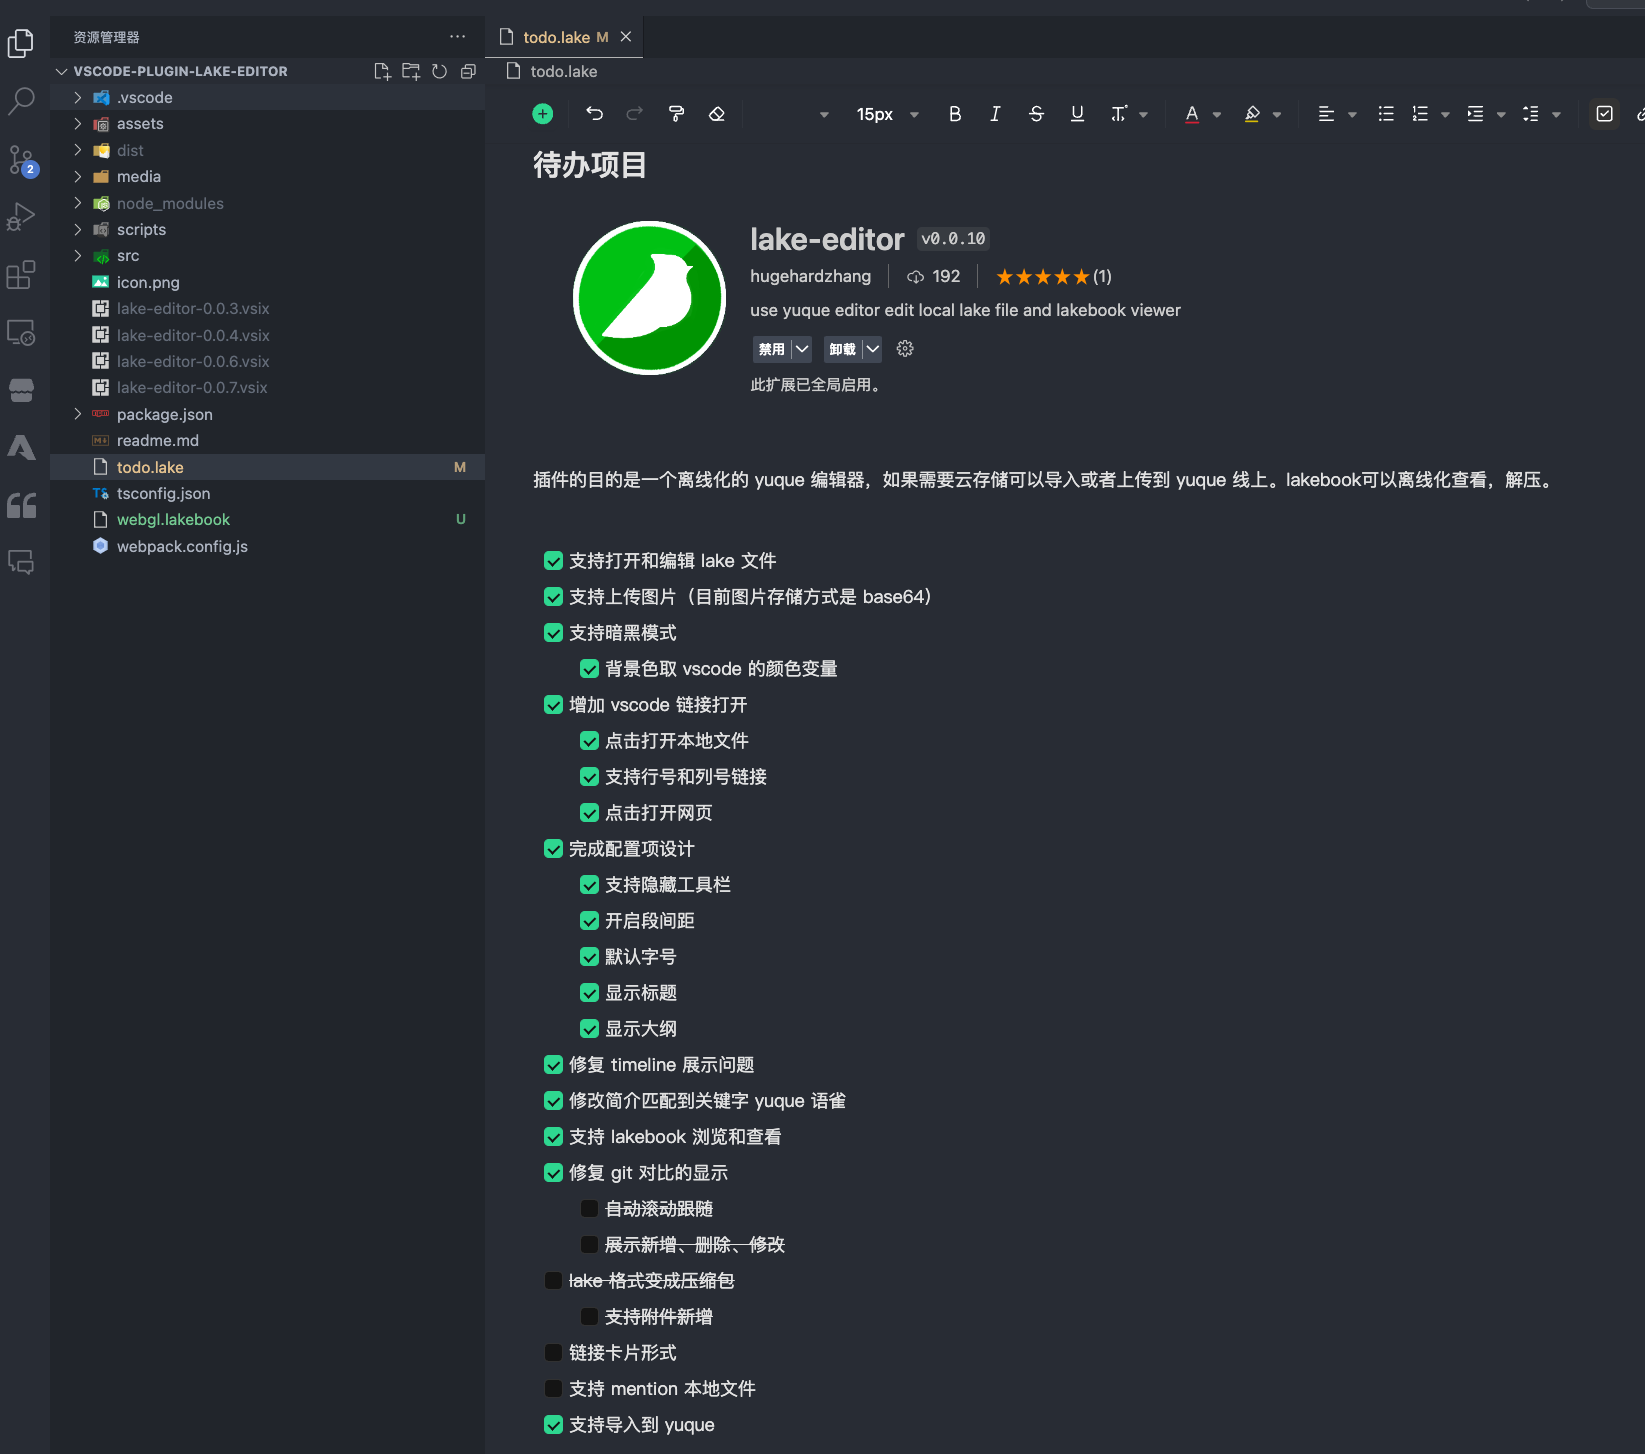 资源管理器
VSCODE-PLUGIN-LAKE-EDITOR
.vscode
assets
dist
media
node_modules
scripts
src
icon.png
lake-editor-0.0.3.vsix
lake-editor-0.0.4.vsix
lake-editor-0.0.6.vsix
lake-editor-0.0.7.vsix
package.json
readme.md
todo.lake M
tsconfig.json
webgl.lakebook U
webpack.config.js
2
todo.lake M
todo.lake
15px
待办项目
lake-editor v0.0.10
hugehardzhang 192 (1)
use yuque editor edit local lake file and lakebook viewer
禁用 卸载
此扩展已全局启用。
插件的目的是一个离线化的 yuque 编辑器，如果需要云存储可以导入或者上传到 yuque 线上。lakebook可以离线化查看，解压。
支持打开和编辑 lake 文件
支持上传图片（目前图片存储方式是 base64）
支持暗黑模式
背景色取 vscode 的颜色变量
增加 vscode 链接打开
点击打开本地文件
支持行号和列号链接
点击打开网页
完成配置项设计
支持隐藏工具栏
开启段间距
默认字号
显示标题
显示大纲
修复 timeline 展示问题
修改简介匹配到关键字 yuque 语雀
支持 lakebook 浏览和查看
修复 git 对比的显示
自动滚动跟随
展示新增、删除、修改
lake 格式变成压缩包
支持附件新增
链接卡片形式
支持 mention 本地文件
支持导入到 yuque